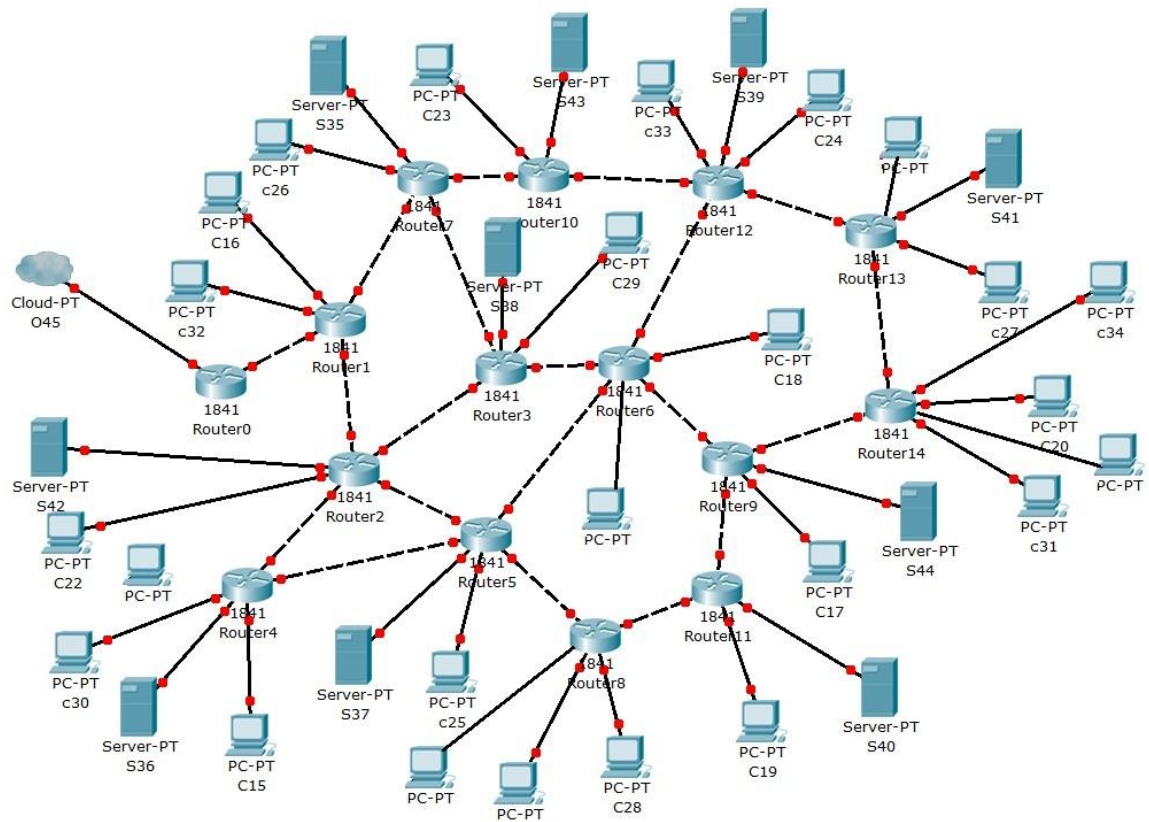 Server-PT
S35
PC-PT
C23
Server-PT
S43
PC-PT
c33
Server-PT
S39
PC-PT
C24
PC-PT
c26
PC-PT
C16
1841
Router7
1841
outer10
1841
Router12
PC-PT
Server-PT
S41
1841
Router13
PC-PT
c27
PC-PT
c34
Cloud-PT
O45
PC-PT
c32
Server-PT
S38
PC-PT
C29
1841
Router1
1841
Router0
1841
Router3
1841
Router6
PC-PT
C18
1841
Router14
PC-PT
C20
PC-PT
PC-PT
c31
Server-PT
S42
1841
Router2
1841
Router9
Server-PT
S44
PC-PT
C22
PC-PT
1841
Router5
PC-PT
PC-PT
C17
1841
Router4
1841
Router11
PC-PT
c30
Server-PT
S36
PC-PT
C15
Server-PT
S37
PC-PT
c25
1841
Router8
PC-PT
PC-PT
PC-PT
C28
PC-PT
C19
Server-PT
S40